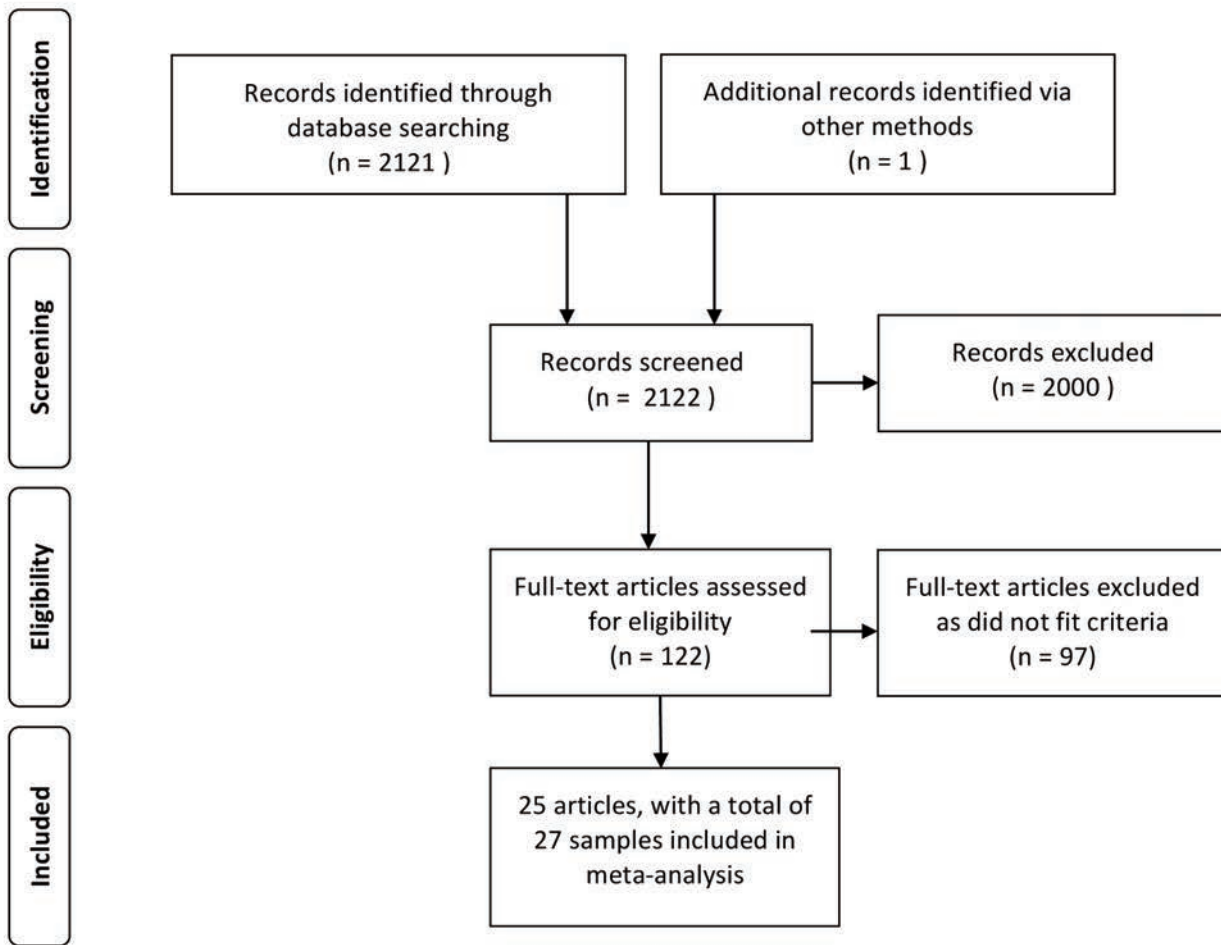 Identification
Records identified through
database searching
(n = 2121 )
Additional records identified via
other methods
(n = 1 )
Screening
Records screened
(n =  2122 )
Records excluded
(n = 2000 )
Eligibility
Full-text articles assessed
for eligibility
(n = 122)
Full-text articles excluded
as did not fit criteria
(n = 97)
Included
25 articles, with a total of
27 samples included in
meta-analysis